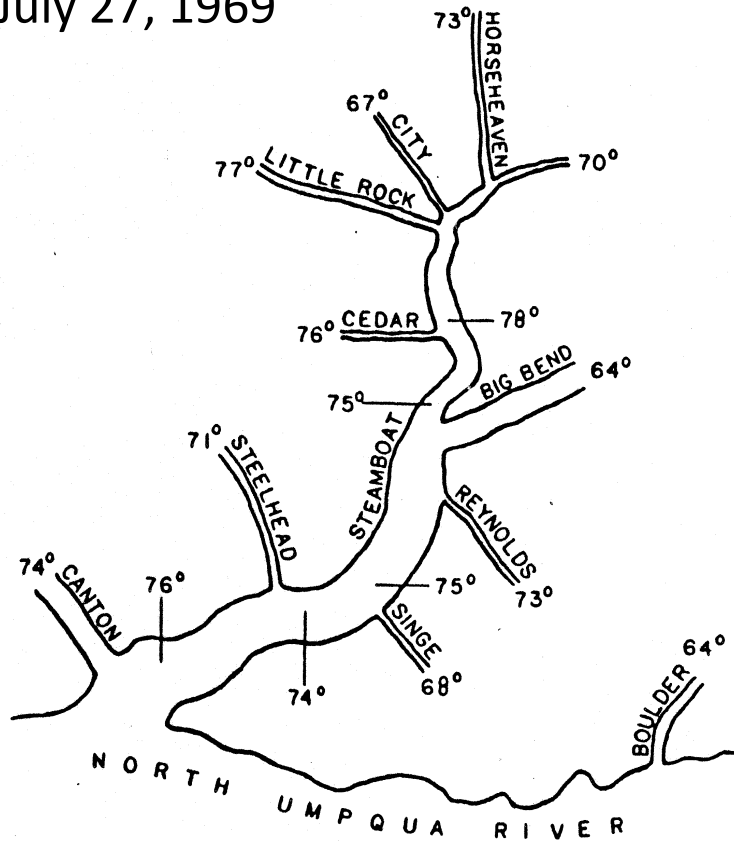 July 27, 1969
73°
HORSEHEAVEN
67°
CITY
77°
LITTLE ROCK
70°
CEDAR
76°
78°
BIG BEND
64°
75°
STEAMBOAT
71°
STEELHEAD
REYNOLDS
73°
74°
CANTON
76°
75°
SINGE
68°
74°
64°
BOULDER
NORTH UMPQUA RIVER